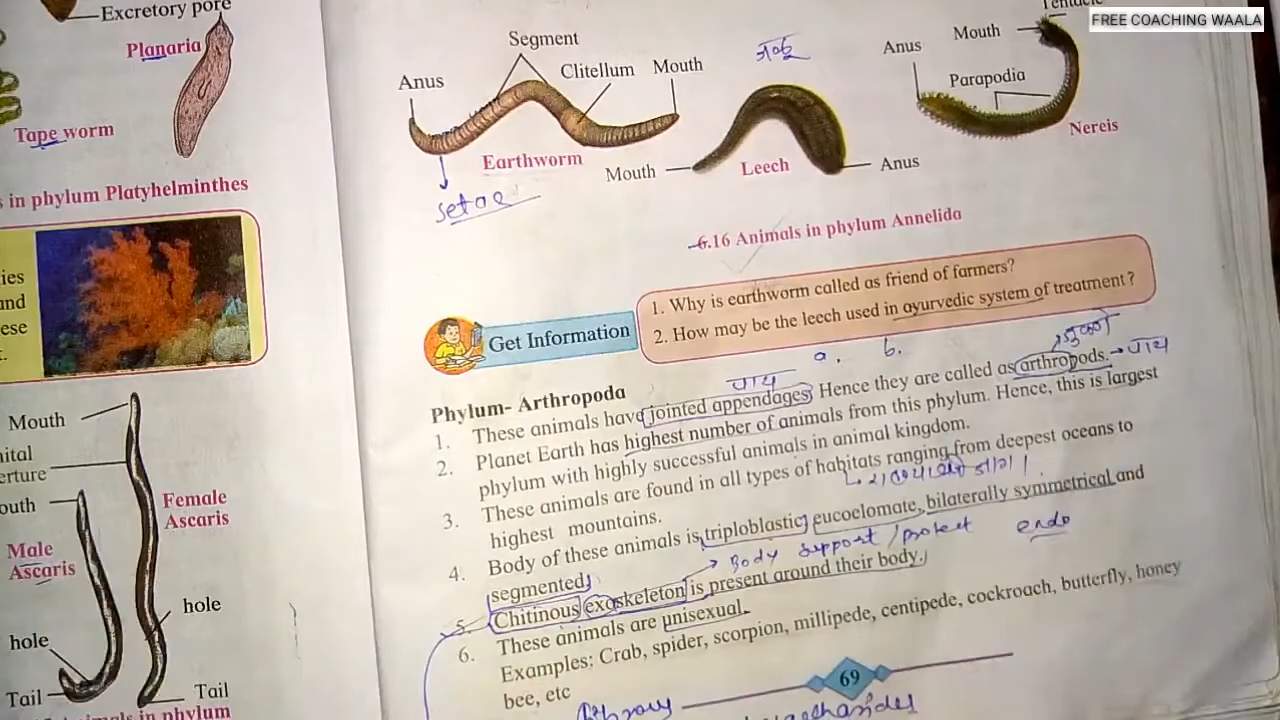 FREE COACHING WAALA
Excretory pore
Planaria
Tape worm
s in phylum Platyhelminthes
ies
and
ese
Mouth
nital
erture
outh
Female
Ascaris
Male
Ascaris
hole
hole
Tail
Tail
Animals in phylum
Segment
Anus
Clitellum
Mouth
Earthworm
setae
Mouth
Leech
Anus
Tentacle
Mouth
Anus
Parapodia
Nereis
6.16 Animals in phylum Annelida
Get Information
1. Why is earthworm called as friend of farmers?
2. How may be the leech used in ayurvedic system of treatment?
a. b.
पाय
पाय
Phylum- Arthropoda
1. These animals have jointed appendages. Hence they are called as arthropods.
2. Planet Earth has highest number of animals from this phylum. Hence, this is largest
phylum with highly successful animals in animal kingdom.
3. These animals are found in all types of habitats ranging from deepest oceans to
highest mountains.
4. Body of these animals is triploblastic, eucoelomate, bilaterally symmetrical and
segmented.
Body support / protect endo
5. Chitinous exoskeleton is present around their body.
6. These animals are unisexual.
Examples: Crab, spider, scorpion, millipede, centipede, cockroach, butterfly, honey
bee, etc
69